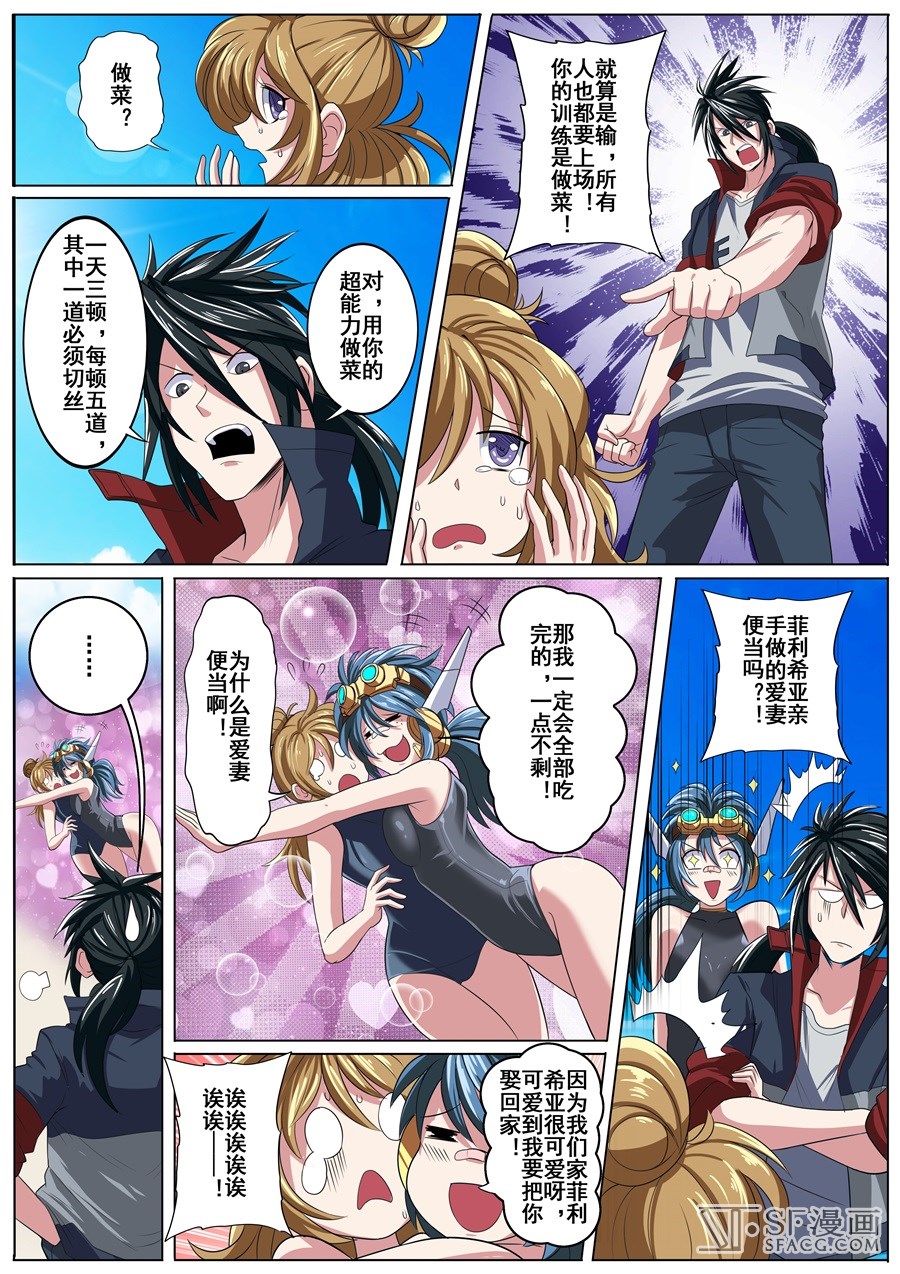 就算是输，所有
人也都要上场！
你的训练是做菜！
做菜？
对，用你的
超能力做菜
一天三顿，每顿五道，
其中一道必须切丝
菲利希亚亲
手做的爱妻
便当吗?!
那我一定会全部吃
完的，一点不剩！
为什么是爱妻
便当啊！
因为我们家菲利
希亚很可爱呀，
可爱到我要把你
娶回家！
诶诶诶诶诶
诶诶——！
……
SF漫画
SFACG.COM